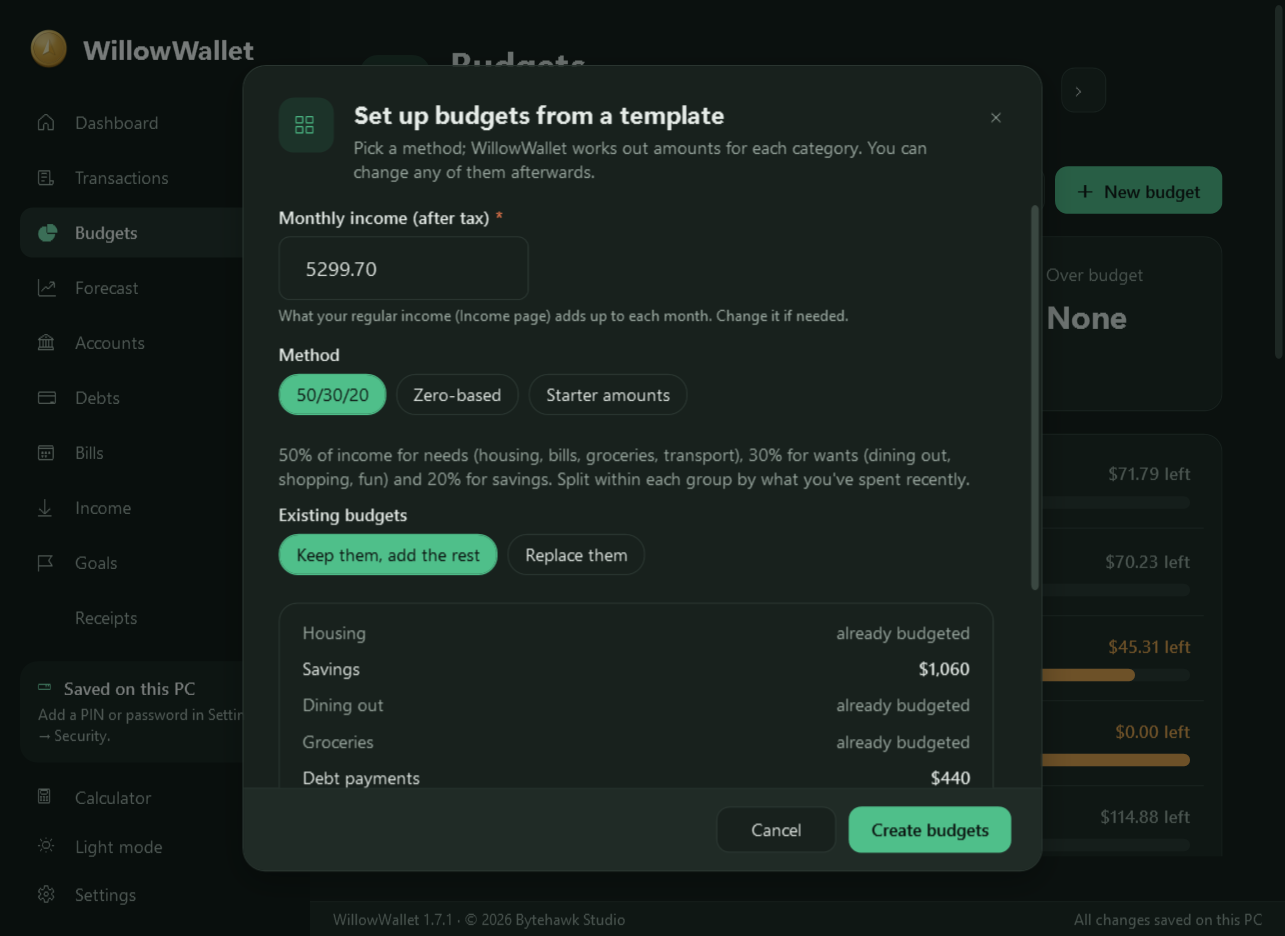 WillowWallet
Dashboard
Transactions
Budgets
Forecast
Accounts
Debts
Bills
Income
Goals
Receipts
Saved on this PC
Add a PIN or password in
→ Security.
Calculator
Light mode
Settings
Budgets
New budget
Over budget
None
$71.79 left
$70.23 left
$45.31 left
$0.00 left
$114.88 left
Set up budgets from a template
Pick a method; WillowWallet works out amounts for each category. You can
change any of them afterwards.
Monthly income (after tax) *
5299.70
What your regular income (Income page) adds up to each month. Change it if needed.
Method
50/30/20 Zero-based Starter amounts
50% of income for needs (housing, bills, groceries, transport), 30% for wants (dining out,
shopping, fun) and 20% for savings. Split within each group by what you've spent recently.
Existing budgets
Keep them, add the rest Replace them
Housing already budgeted
Savings $1,060
Dining out already budgeted
Groceries already budgeted
Debt payments $440
Cancel Create budgets
WillowWallet 1.7.1 · © 2026 Bytehawk Studio
All changes saved on this PC